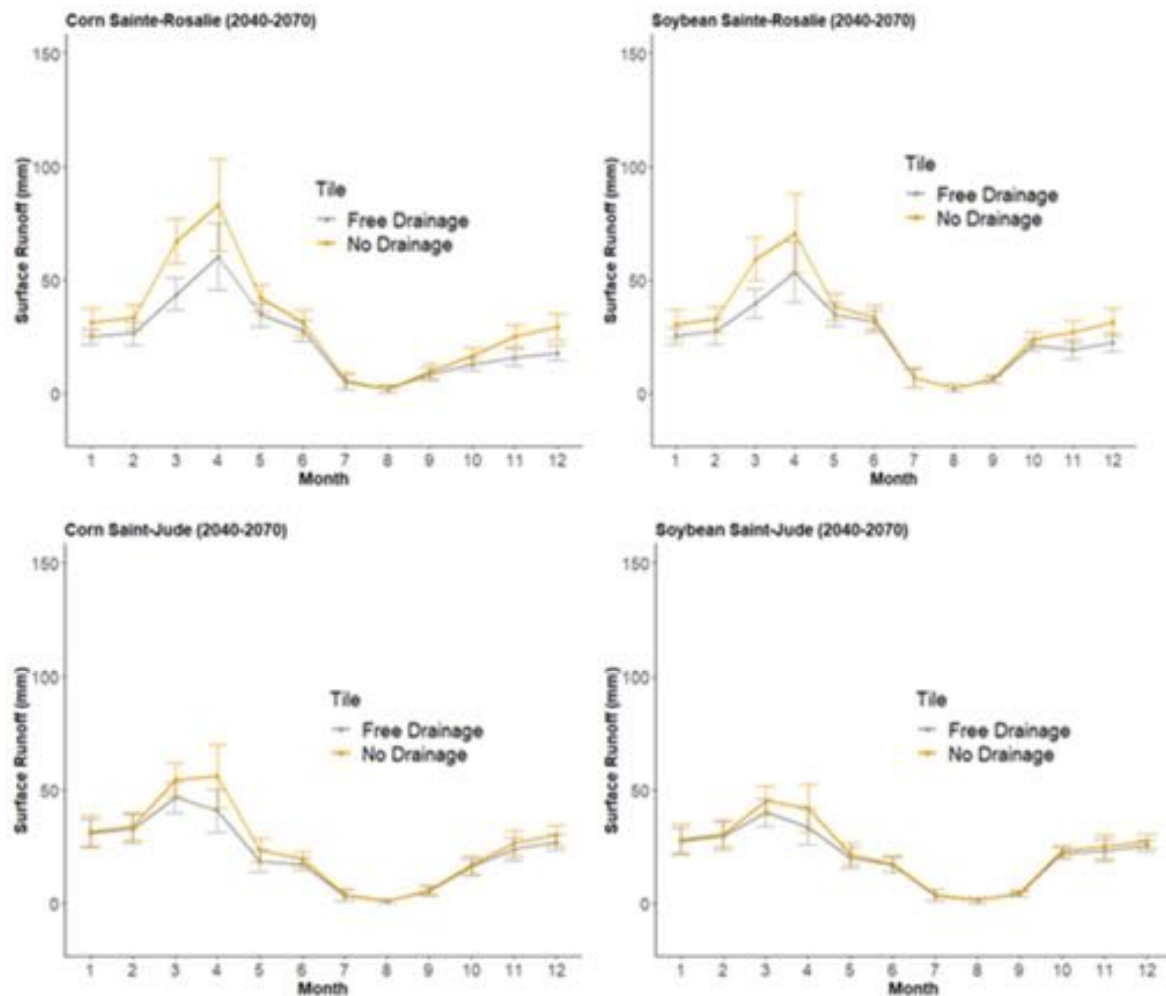 Corn Sainte-Rosalie (2040-2070)
150
100
50
0
Surface Runoff (mm)
Tile
Free Drainage
No Drainage
1 2 3 4 5 6 7 8 9 10 11 12
Month
Soybean Sainte-Rosalie (2040-2070)
150
100
50
0
Surface Runoff (mm)
Tile
Free Drainage
No Drainage
1 2 3 4 5 6 7 8 9 10 11 12
Month
Corn Saint-Jude (2040-2070)
150
100
50
0
Surface Runoff (mm)
Tile
Free Drainage
No Drainage
1 2 3 4 5 6 7 8 9 10 11 12
Month
Soybean Saint-Jude (2040-2070)
150
100
50
0
Surface Runoff (mm)
Tile
Free Drainage
No Drainage
1 2 3 4 5 6 7 8 9 10 11 12
Month